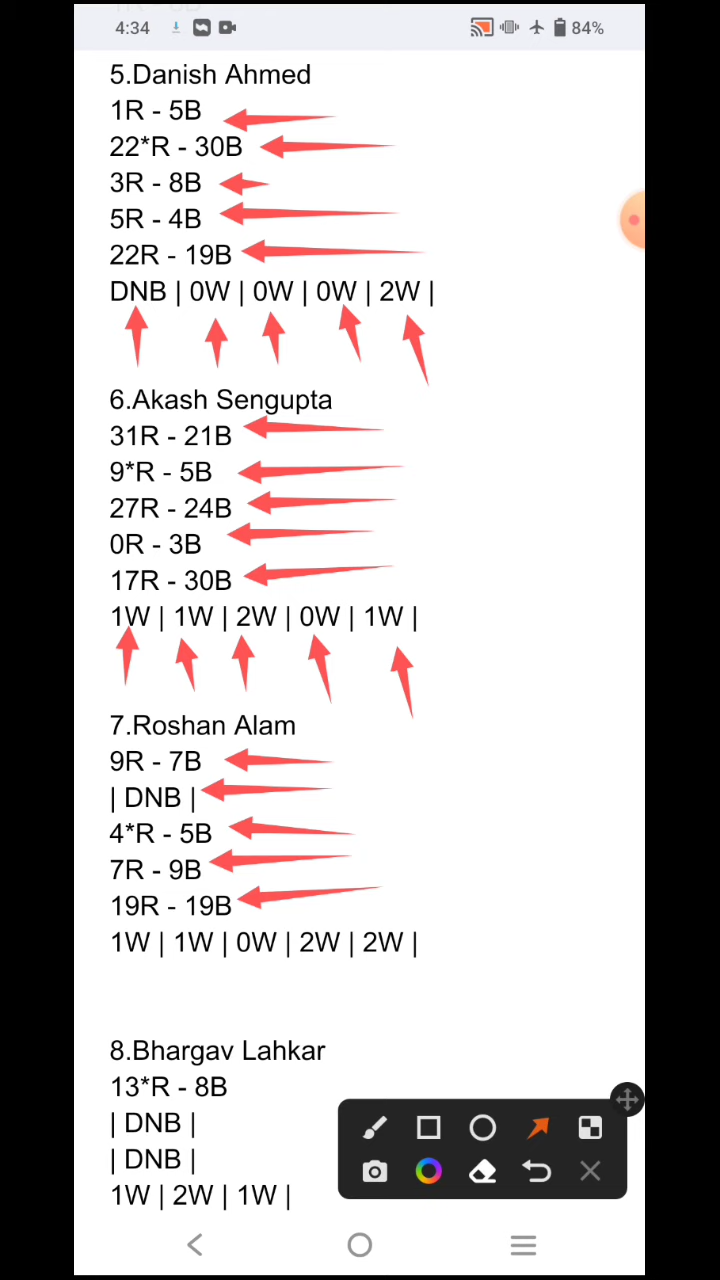 4:34
84%
5.Danish Ahmed
1R - 5B
22*R - 30B
3R - 8B
5R - 4B
22R - 19B
DNB | 0W | 0W | 0W | 2W |
6.Akash Sengupta
31R - 21B
9*R - 5B
27R - 24B
0R - 3B
17R - 30B
1W | 1W | 2W | 0W | 1W |
7.Roshan Alam
9R - 7B
| DNB |
4*R - 5B
7R - 9B
19R - 19B
1W | 1W | 0W | 2W | 2W |
8.Bhargav Lahkar
13*R - 8B
| DNB |
| DNB |
1W | 2W | 1W |